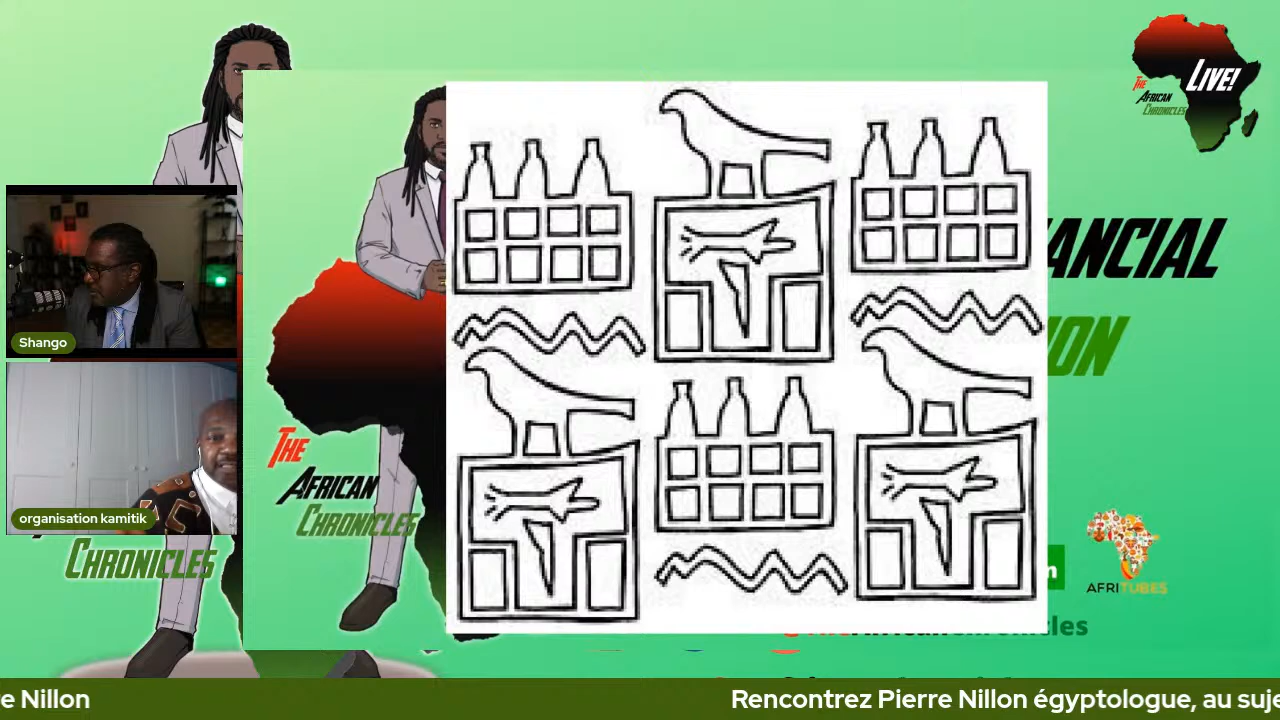 LIVE!
THE
AFRICAN
CHRONICLES
ANCIAL
ON
Shango
THE
AFRICAN
CHRONICLES
organisation kamitik
CHRONICLES
AFRITUBES
e Nillon
Rencontrez Pierre Nillon égyptologue, au suje